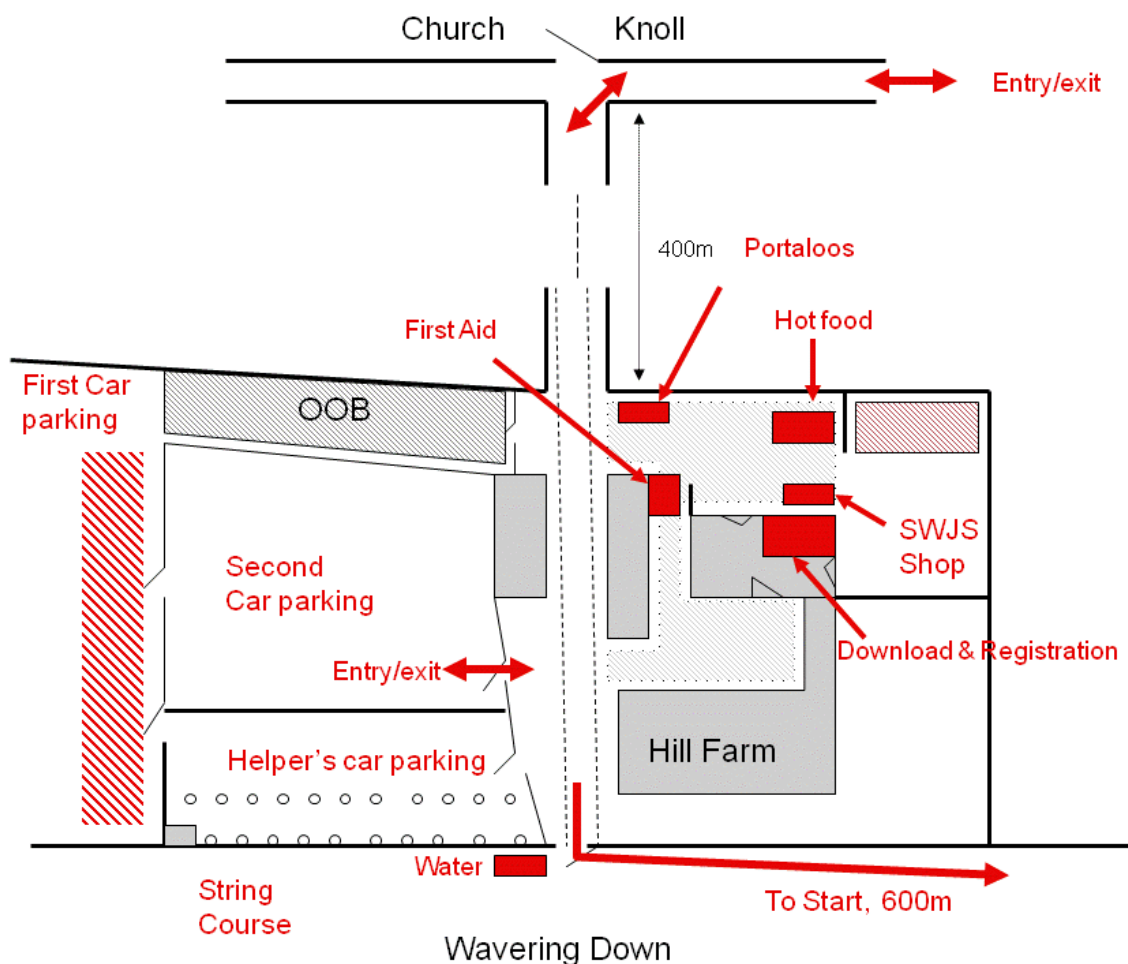 Church Knoll
Entry/exit
400m
Portaloos
First Aid
Hot food
First Car
parking
OOB
SWJS
Shop
Second
Car parking
Entry/exit
Download & Registration
Hill Farm
Helper's car parking
Water
String
Course
To Start, 600m
Wavering Down